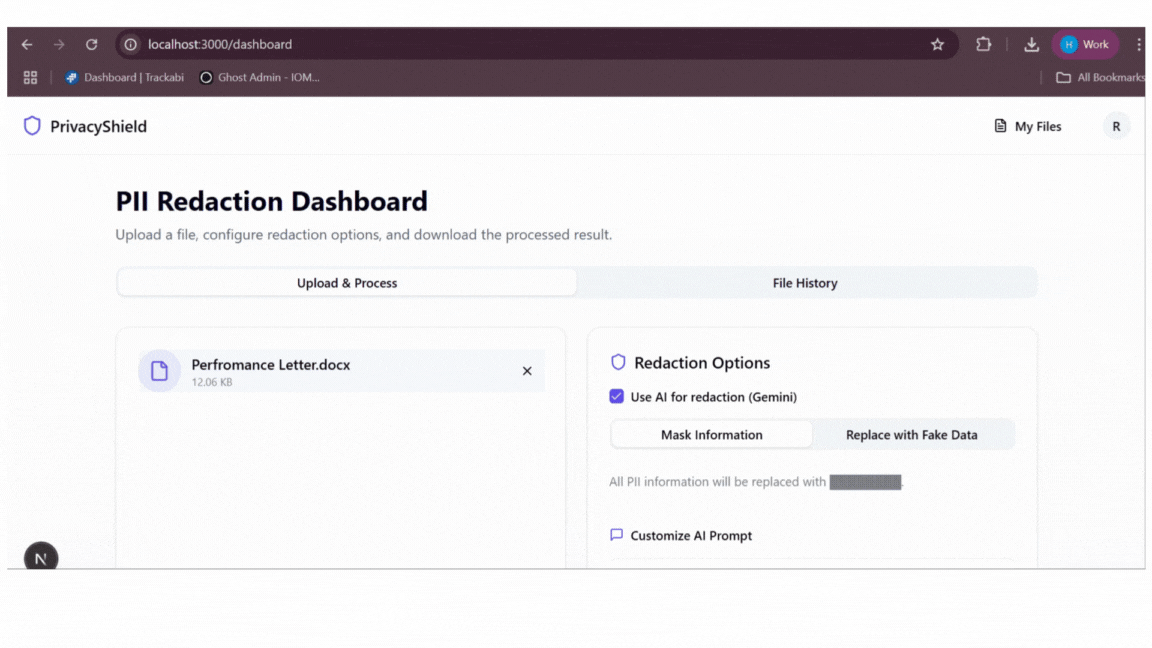 localhost:3000/dashboard
H Work
Dashboard | Trackabi
Ghost Admin - IOM...
All Bookmarks
PrivacyShield
My Files
R
PII Redaction Dashboard
Upload a file, configure redaction options, and download the processed result.
Upload & Process
File History
Perfromance Letter.docx
12.06 KB
Redaction Options
Use AI for redaction (Gemini)
Mask Information
Replace with Fake Data
All PII information will be replaced with █████████.
Customize AI Prompt
N